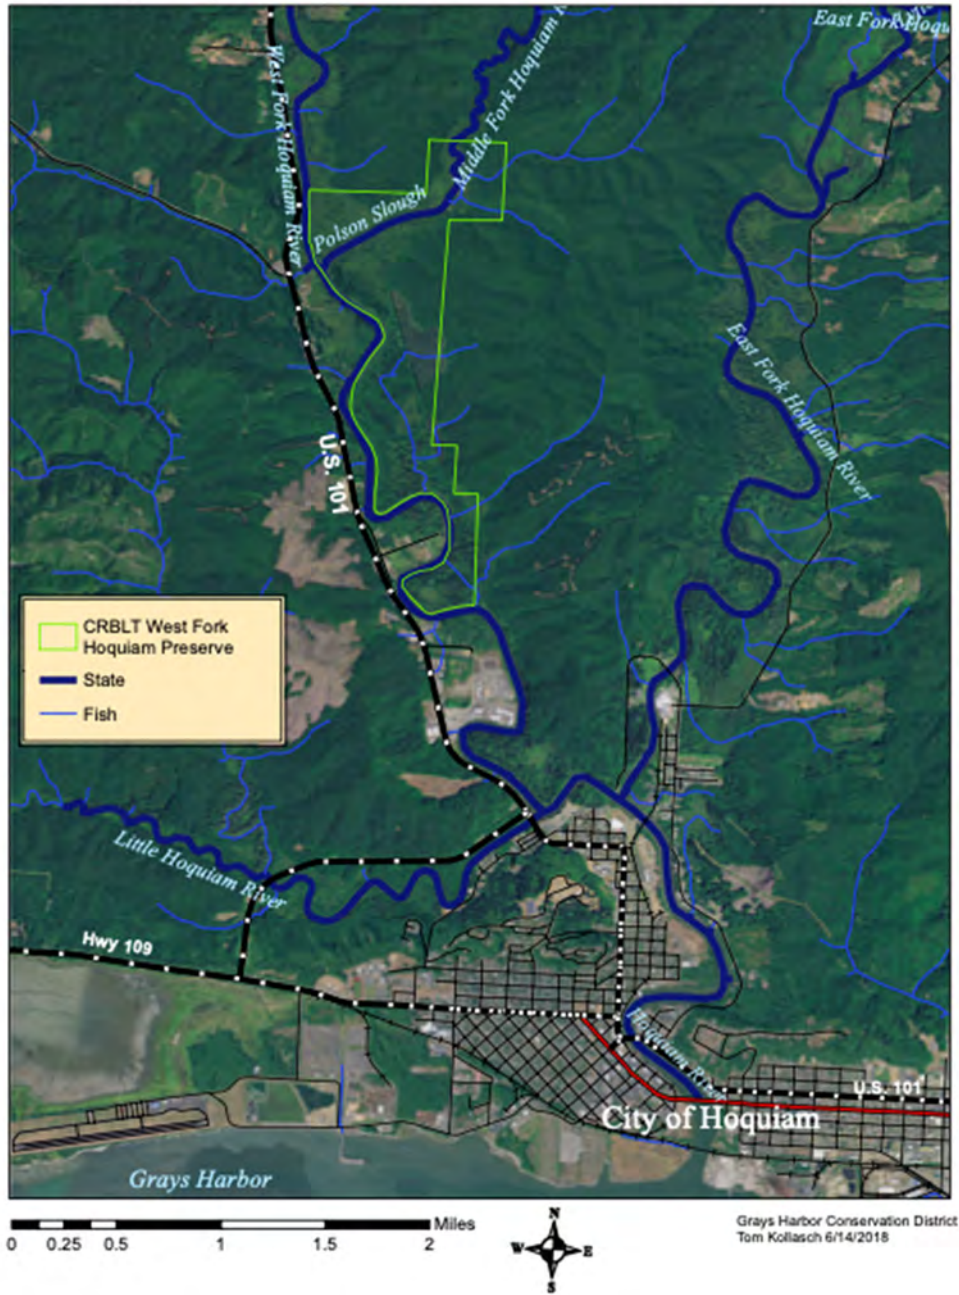 East Fork Hoqu
West Fork Hoquiam River
Middle Fork Hoquiam
Polson Slough
East Fork Hoquiam River
U.S. 101
CRBLT West Fork
Hoquiam Preserve
State
Fish
Little Hoquiam River
Hwy 109
Hoquiam River
U.S. 101
City of Hoquiam
Grays Harbor
Miles
0 0.25 0.5 1 1.5 2
N
W E
S
Grays Harbor Conservation District
Tom Kollasch 6/14/2018